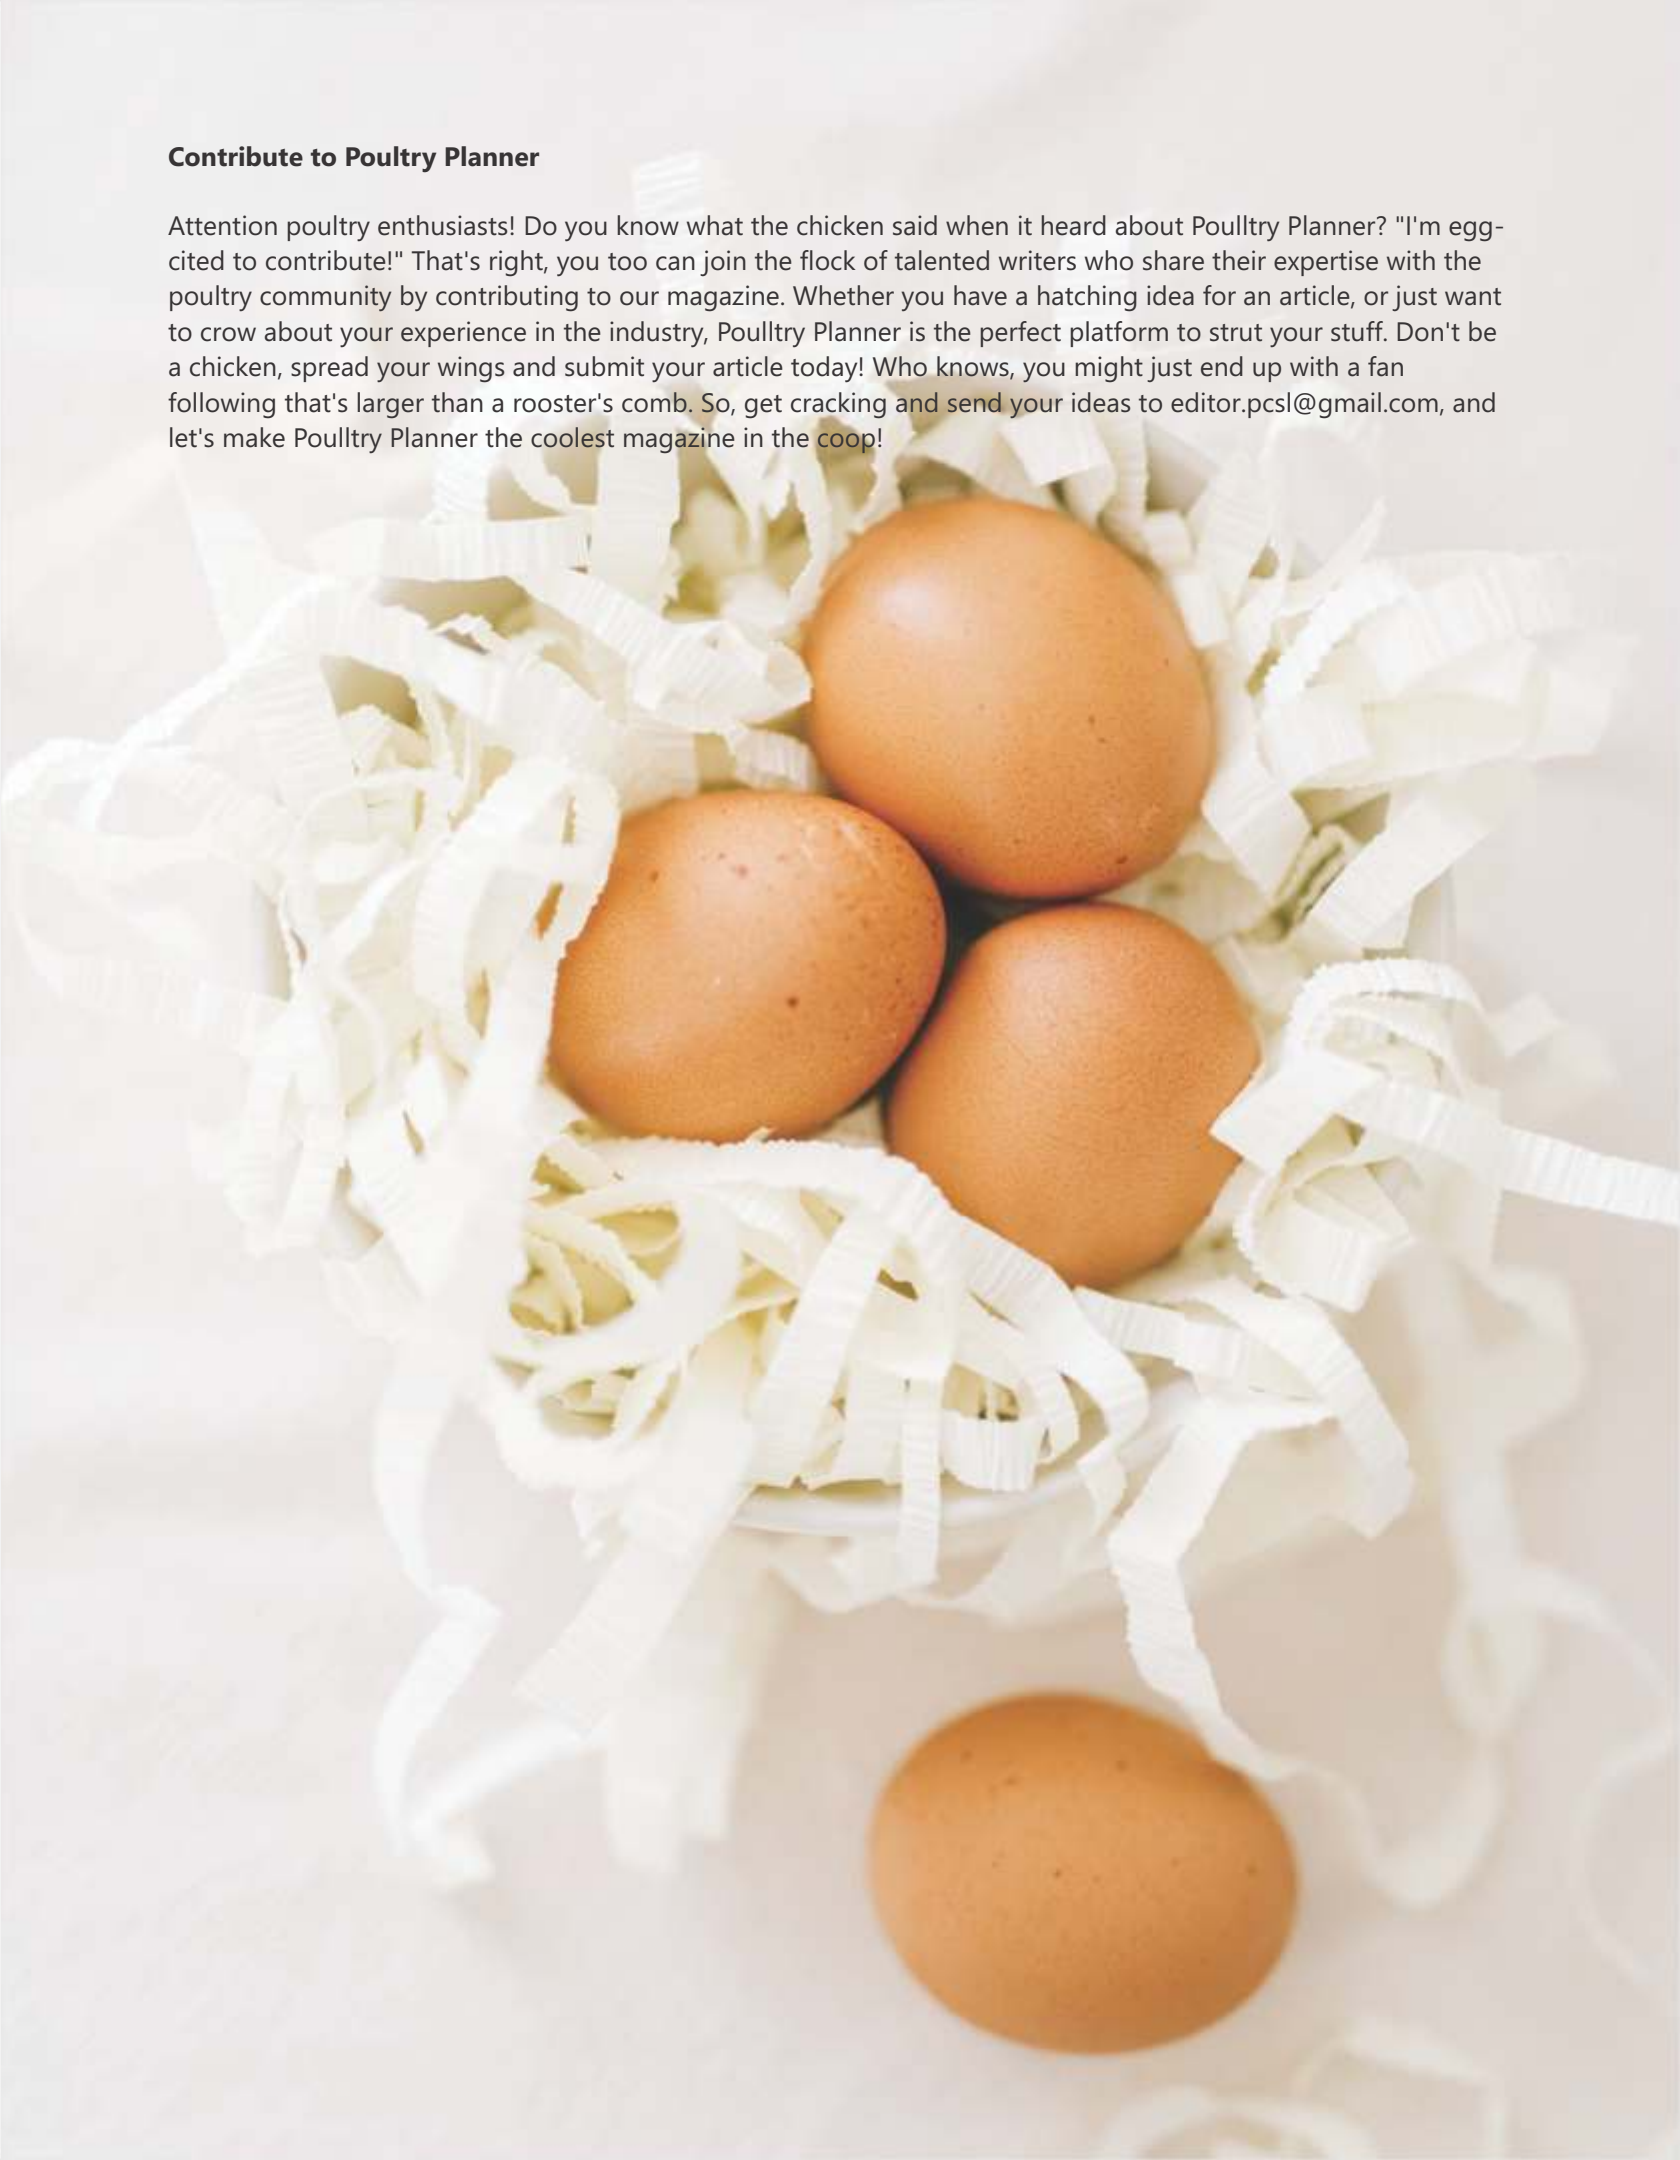 Contribute to Poultry Planner
Attention poultry enthusiasts! Do you know what the chicken said when it heard about Poulltry Planner? "I'm egg-
cited to contribute!" That's right, you too can join the flock of talented writers who share their expertise with the
poultry community by contributing to our magazine. Whether you have a hatching idea for an article, or just want
to crow about your experience in the industry, Poulltry Planner is the perfect platform to strut your stuff. Don't be
a chicken, spread your wings and submit your article today! Who knows, you might just end up with a fan
following that's larger than a rooster's comb. So, get cracking and send your ideas to editor.pcsl@gmail.com, and
let's make Poulltry Planner the coolest magazine in the coop!